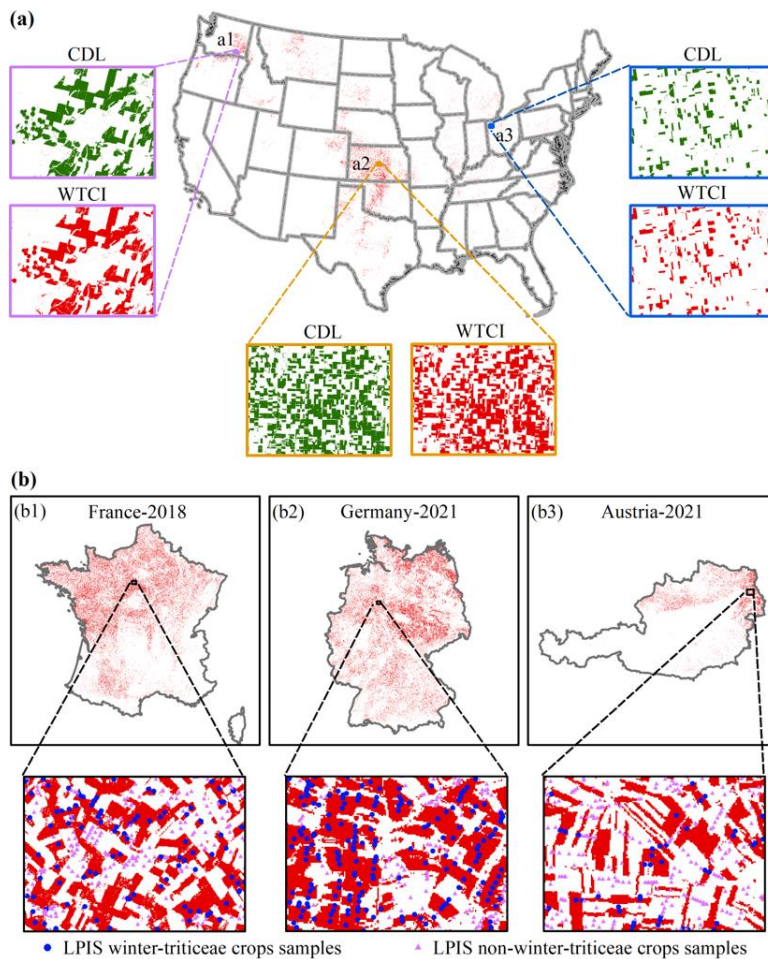 (a)
a1
CDL
CDL
WTCI
WTCI
a2
a3
CDL
WTCI
(b)
(b1) France-2018
(b2) Germany-2021
(b3) Austria-2021
LPIS winter-triticeae crops samples
LPIS non-winter-triticeae crops samples